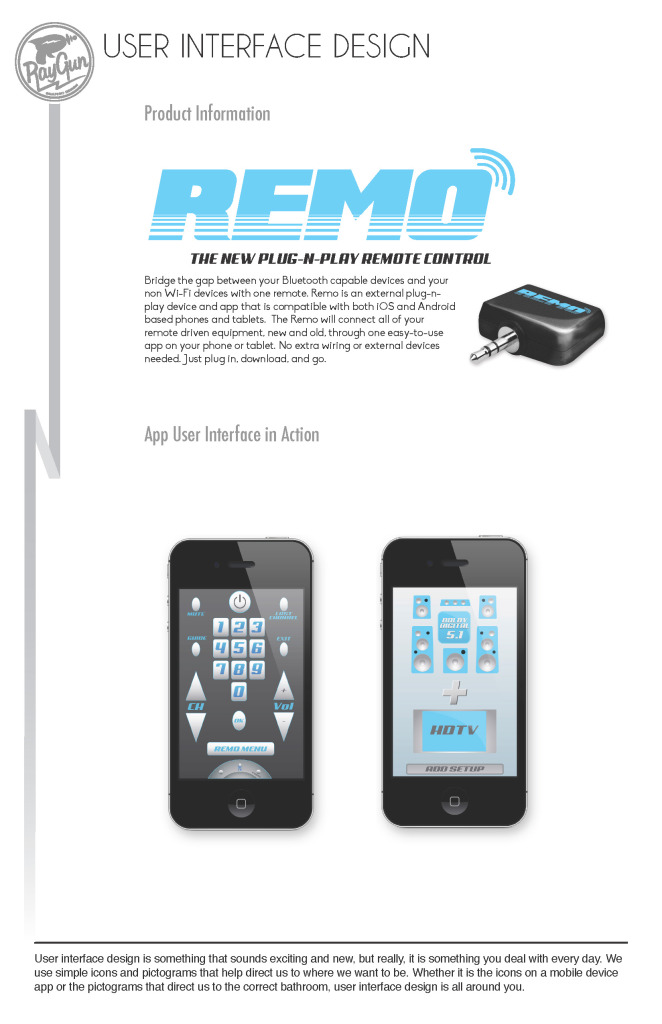 RayGun
USER INTERFACE DESIGN
Product Information
REMO
THE NEW PLUG-N-PLAY REMOTE CONTROL
Bridge the gap between your Bluetooth capable devices and your
non Wi-Fi devices with one remote. Remo is an external plug-n-
play device and app that is compatible with both iOS and Android
based phones and tablets. The Remo will connect all of your
remote driven equipment, new and old, through one easy-to-use
app on your phone or tablet. No extra wiring or external devices
needed. Just plug in, download, and go.
REMO
App User Interface in Action
MUTE
LAST
CHANNEL
1 2 3
GUIDE
EXIT
4 5 6
7 8 9
0
+
CH
Vol
OK
-
REMO MENU
DOLBY
DIGITAL
5.1
HDTV
ADD SETUP
User interface design is something that sounds exciting and new, but really, it is something you deal with every day. We
use simple icons and pictograms that help direct us to where we want to be. Whether it is the icons on a mobile device
app or the pictograms that direct us to the correct bathroom, user interface design is all around you.